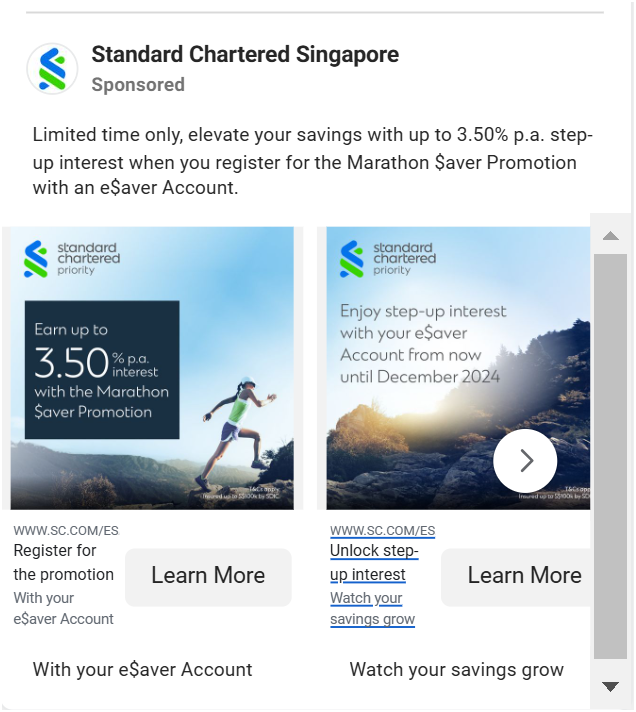 Standard Chartered Singapore
Sponsored
Limited time only, elevate your savings with up to 3.50% p.a. step-
up interest when you register for the Marathon $aver Promotion
with an e$aver Account.
standard
chartered
priority
Earn up to
3.50 % p.a.
interest
with the Marathon
$aver Promotion
T&Cs apply
Insured up to S$100k by SDIC
standard
chartered
priority
Enjoy step-up interest
with your e$aver
Account from now
until December 2024
T&Cs app
Insured up to S$100k by SDIC
WWW.SC.COM/ES
Register for
the promotion
With your
e$aver Account
Learn More
WWW.SC.COM/ES
Unlock step-
up interest
Watch your
savings grow
Learn More
With your e$aver Account
Watch your savings grow